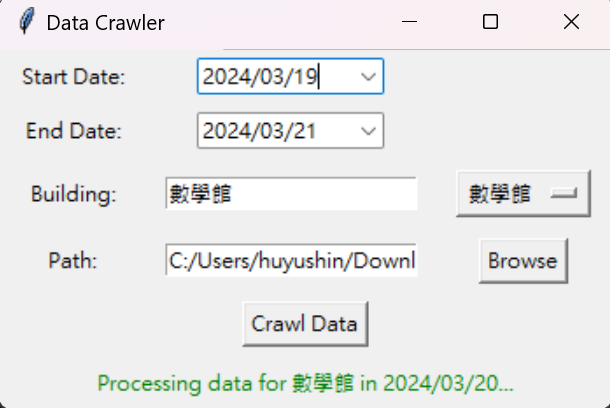 Data Crawler
Start Date: 2024/03/19
End Date: 2024/03/21
Building: 數學館 數學館
Path: C:/Users/huyushin/Downl Browse
Crawl Data
Processing data for 數學館 in 2024/03/20...